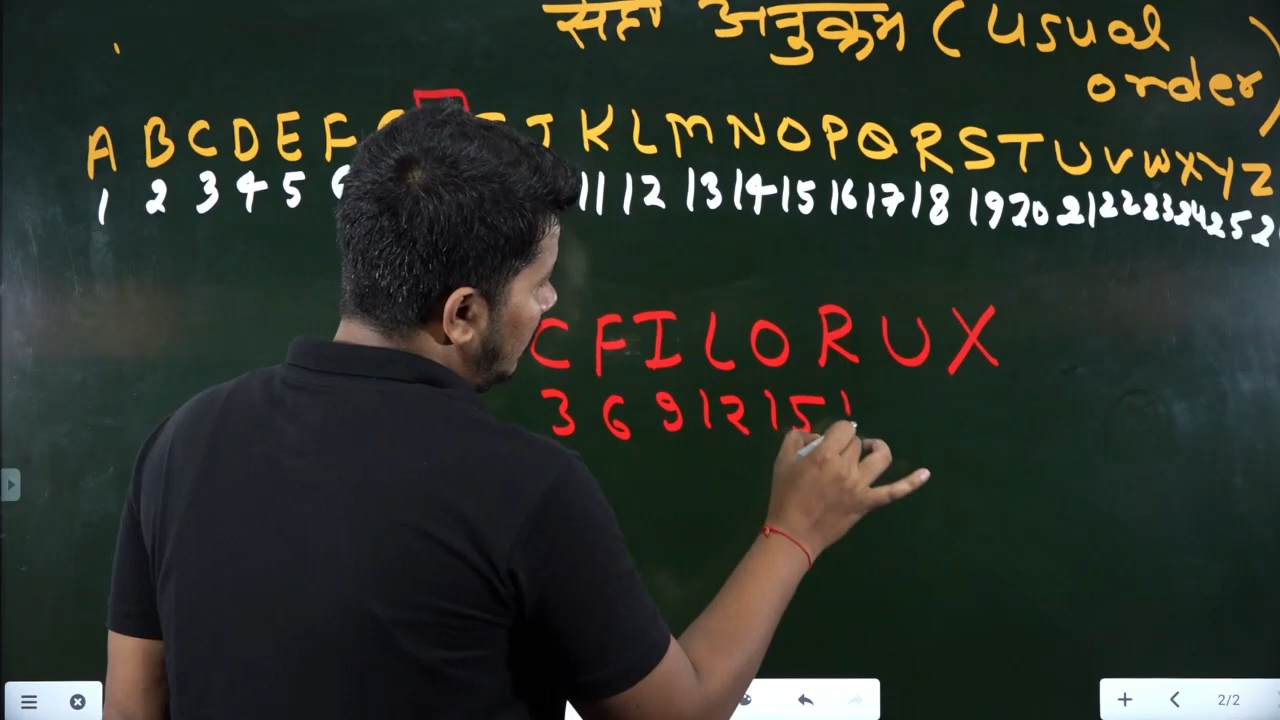 सही अनुक्रम (Usual
order)
A B C D E F J K L M N O P Q R S T U V W X Y Z
1 2 3 4 5 11 12 13 14 15 16 17 18 19 20 21 22 23 24 25
C F I L O R U X
3 6 9 12 15 1
2/2